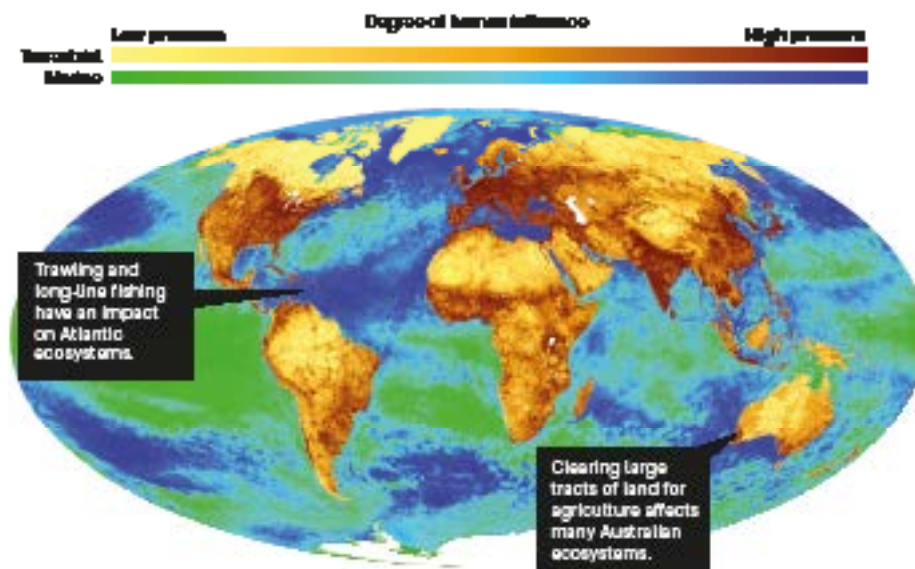 Degree of human influence
Low pressure High pressure
Terrestrial
Marine
Trawling and
long-line fishing
have an impact
on Atlantic
ecosystems.
Clearing large
tracts of land for
agriculture affects
many Australian
ecosystems.